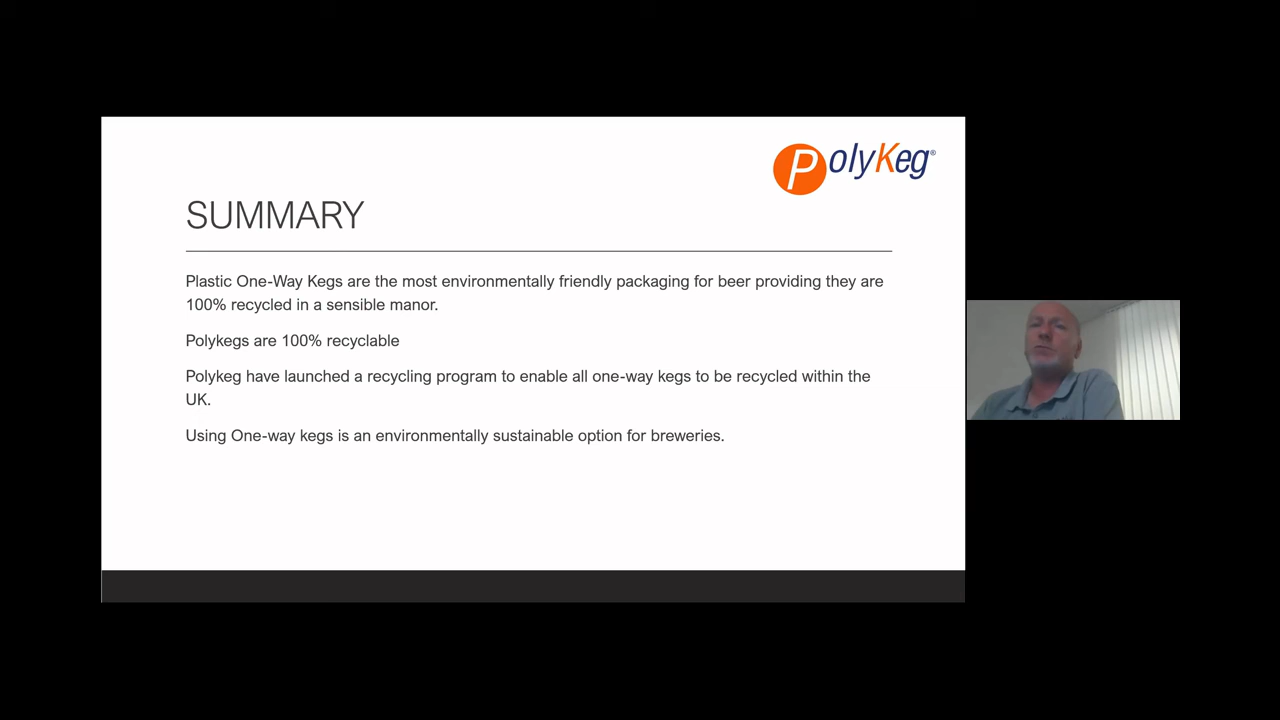 PolyKeg®
SUMMARY
Plastic One-Way Kegs are the most environmentally friendly packaging for beer providing they are
100% recycled in a sensible manor.
Polykegs are 100% recyclable
Polykeg have launched a recycling program to enable all one-way kegs to be recycled within the
UK.
Using One-way kegs is an environmentally sustainable option for breweries.